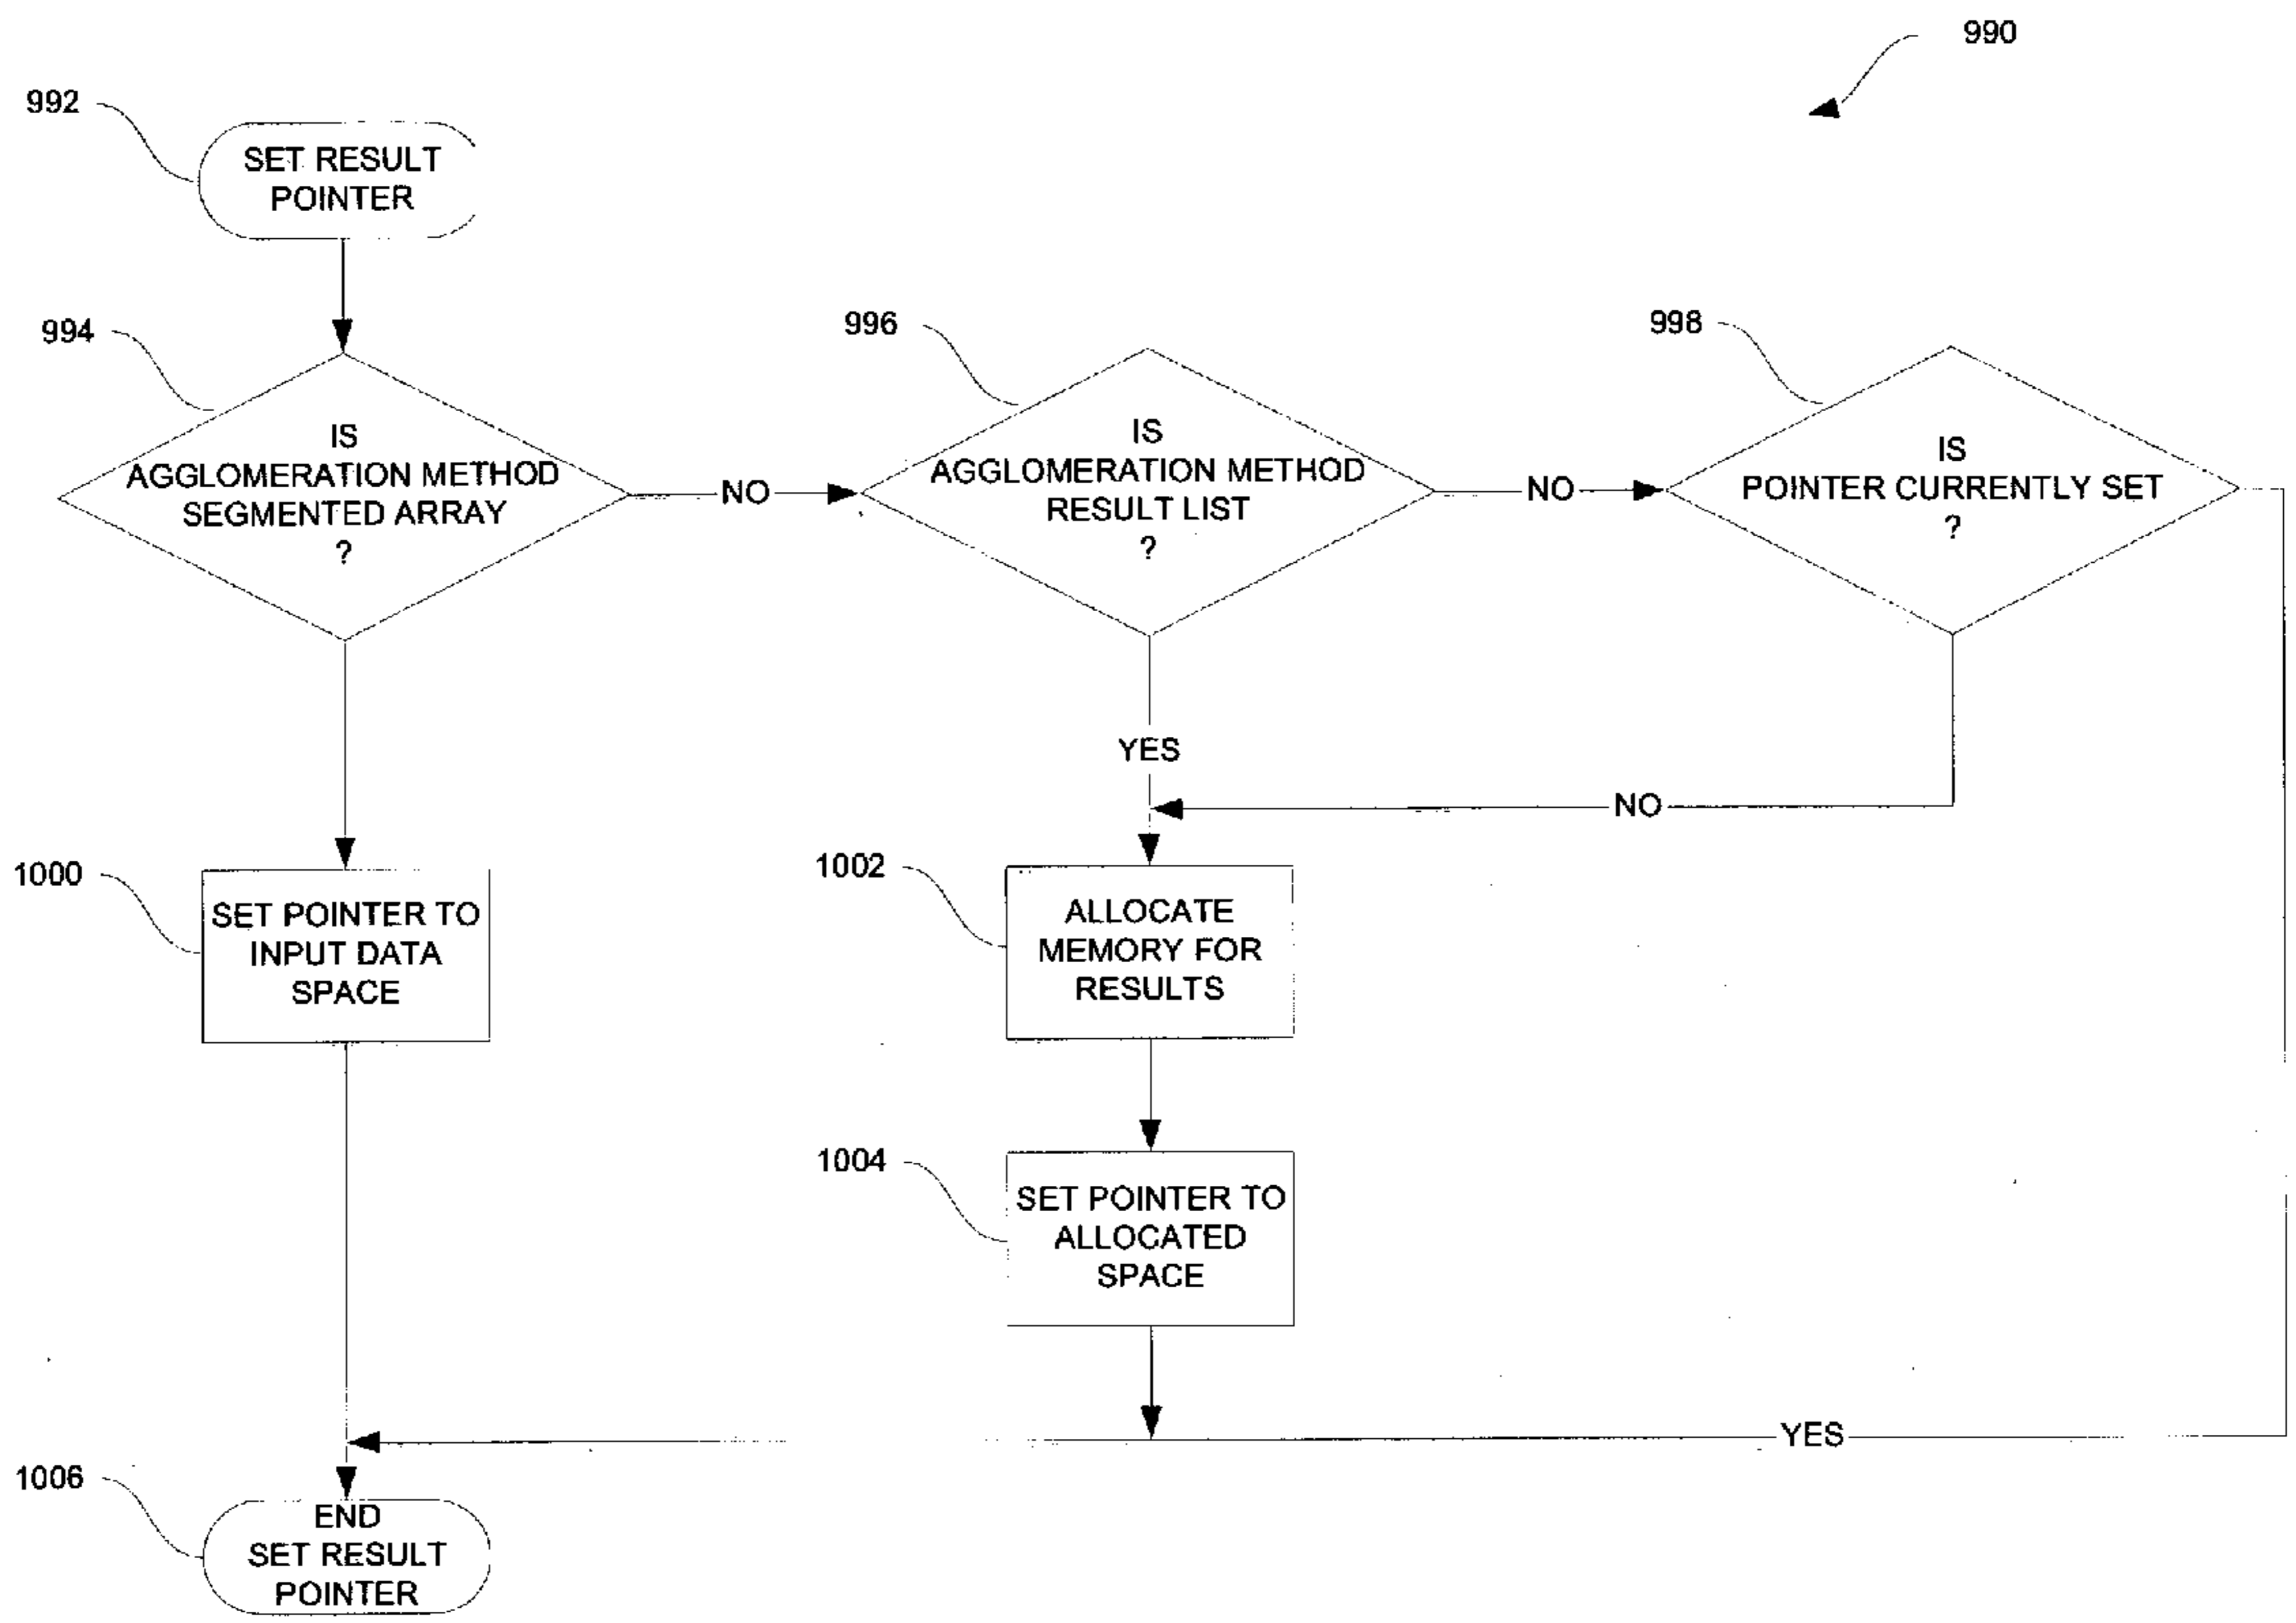 990
992
SET RESULT
POINTER
994
IS
AGGLOMERATION METHOD
SEGMENTED ARRAY
?
NO
996
IS
AGGLOMERATION METHOD
RESULT LIST
?
NO
998
IS
POINTER CURRENTLY SET
?
YES
NO
1000
SET POINTER TO
INPUT DATA
SPACE
1002
ALLOCATE
MEMORY FOR
RESULTS
1004
SET POINTER TO
ALLOCATED
SPACE
YES
1006
END
SET RESULT
POINTER